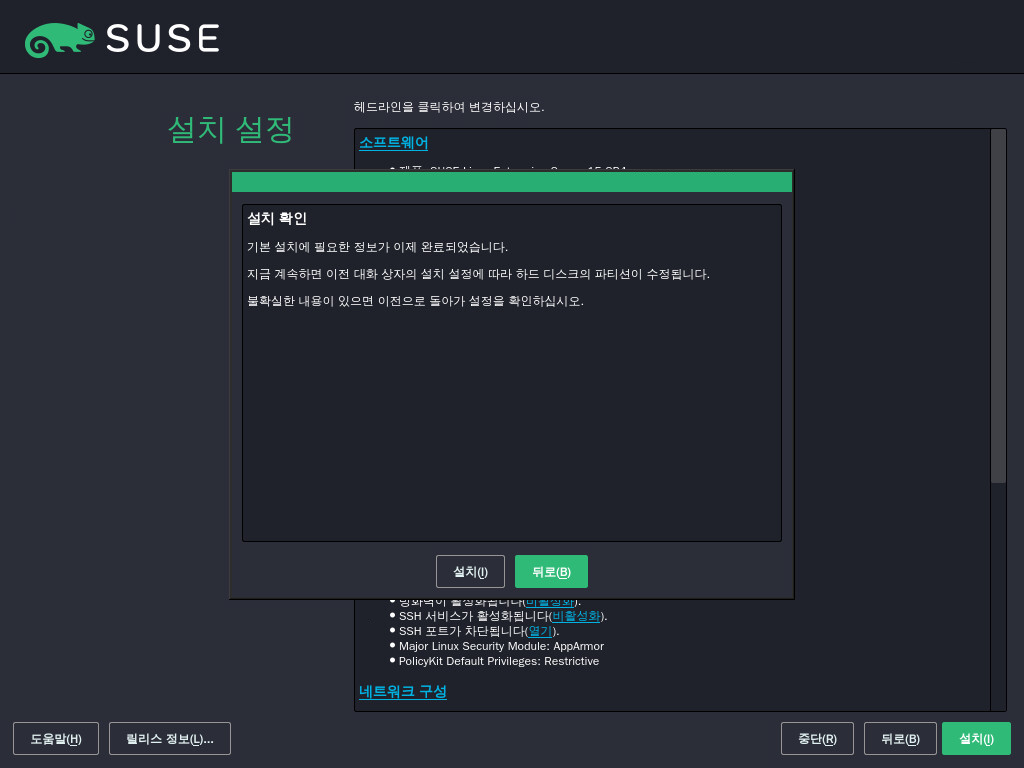 SUSE
설치 설정
헤드라인을 클릭하여 변경하십시오.
소프트웨어
설치 확인
기본 설치에 필요한 정보가 이제 완료되었습니다.
지금 계속하면 이전 대화 상자의 설치 설정에 따라 하드 디스크의 파티션이 수정됩니다.
불확실한 내용이 있으면 이전으로 돌아가 설정을 확인하십시오.
설치(I) 뒤로(B)
방화벽이 활성화됩니다(비활성화).
SSH 서비스가 활성화됩니다(비활성화).
SSH 포트가 차단됩니다(열기).
Major Linux Security Module: AppArmor
PolicyKit Default Privileges: Restrictive
네트워크 구성
도움말(H) 릴리스 정보(L)... 중단(R) 뒤로(B) 설치(I)